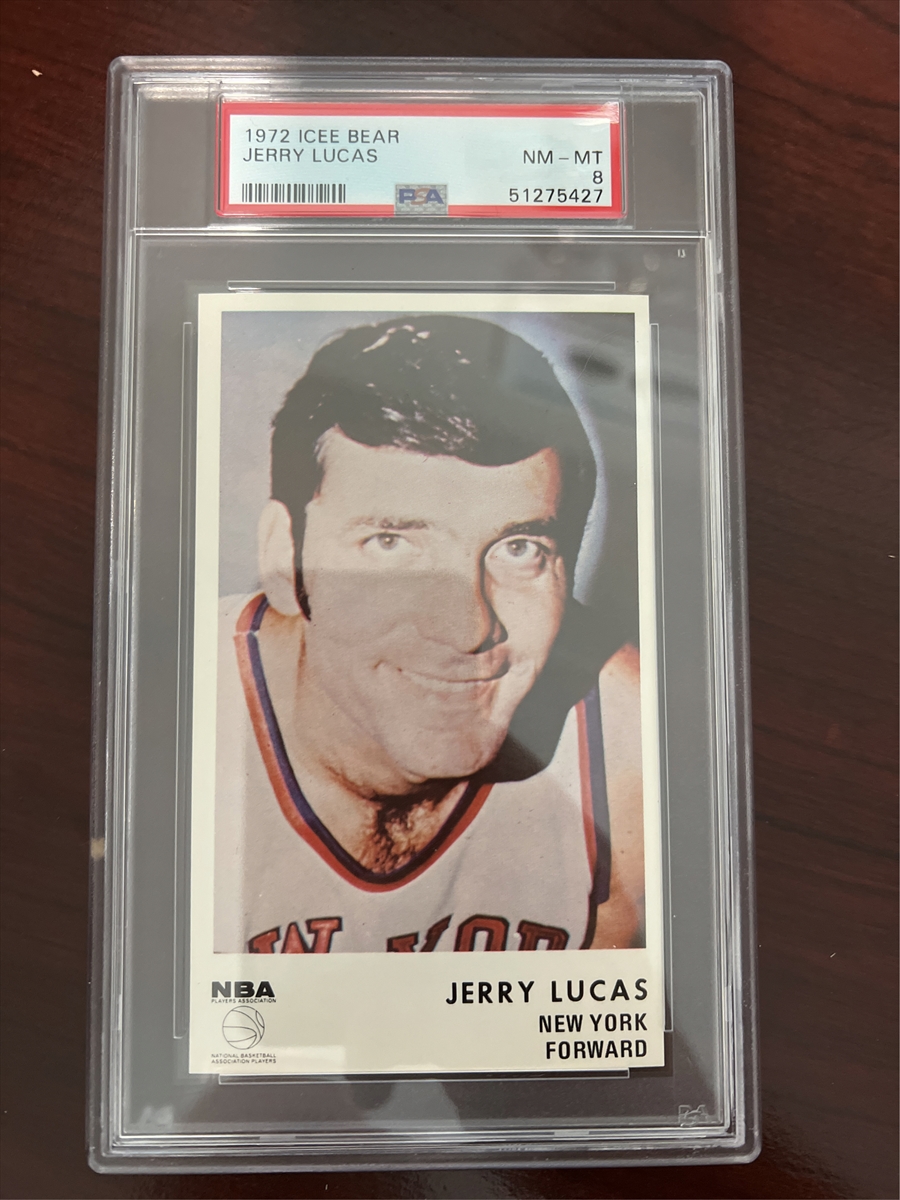 1972 ICEE BEAR
JERRY LUCAS
NM – MT
8
PSA
51275427
W YOR
NBA
PLAYERS ASSOCIATION
NATIONAL BASKETBALL
ASSOCIATION PLAYERS
JERRY LUCAS
NEW YORK
FORWARD